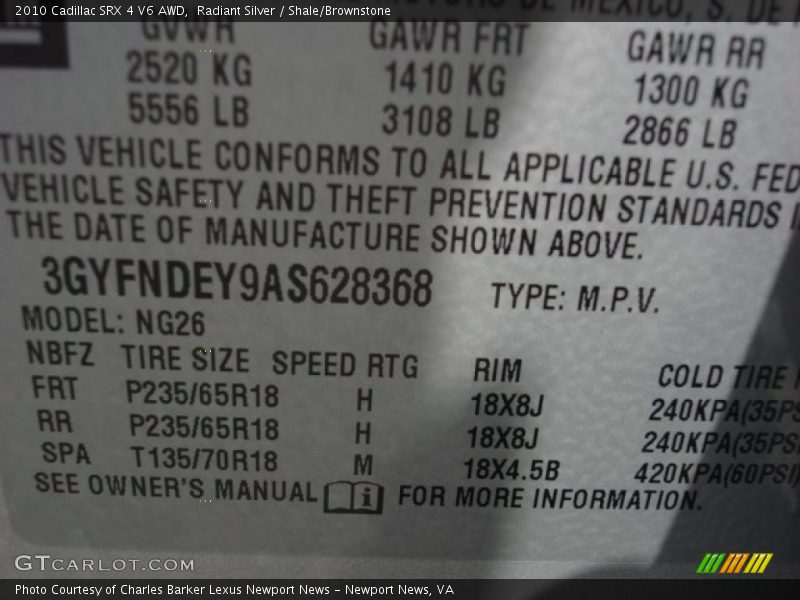 2010 Cadillac SRX 4 V6 AWD,  Radiant Silver / Shale/Brownstone
DE MEXICO, S. DE
GVWR GAWR FRT GAWR RR
2520 KG 1410 KG 1300 KG
5556 LB 3108 LB 2866 LB
THIS VEHICLE CONFORMS TO ALL APPLICABLE U.S. FED
VEHICLE SAFETY AND THEFT PREVENTION STANDARDS
THE DATE OF MANUFACTURE SHOWN ABOVE.
3GYFNDEY9AS628368 TYPE: M.P.V.
MODEL: NG26
NBFZ TIRE SIZE SPEED RTG RIM COLD TIRE
FRT P235/65R18 H 18X8J 240KPA(35PS
RR P235/65R18 H 18X8J 240KPA(35PS
SPA T135/70R18 M 18X4.5B 420KPA(60PSI)
SEE OWNER'S MANUAL i FOR MORE INFORMATION.
GTCARLOT.COM
Photo Courtesy of Charles Barker Lexus Newport News – Newport News, VA